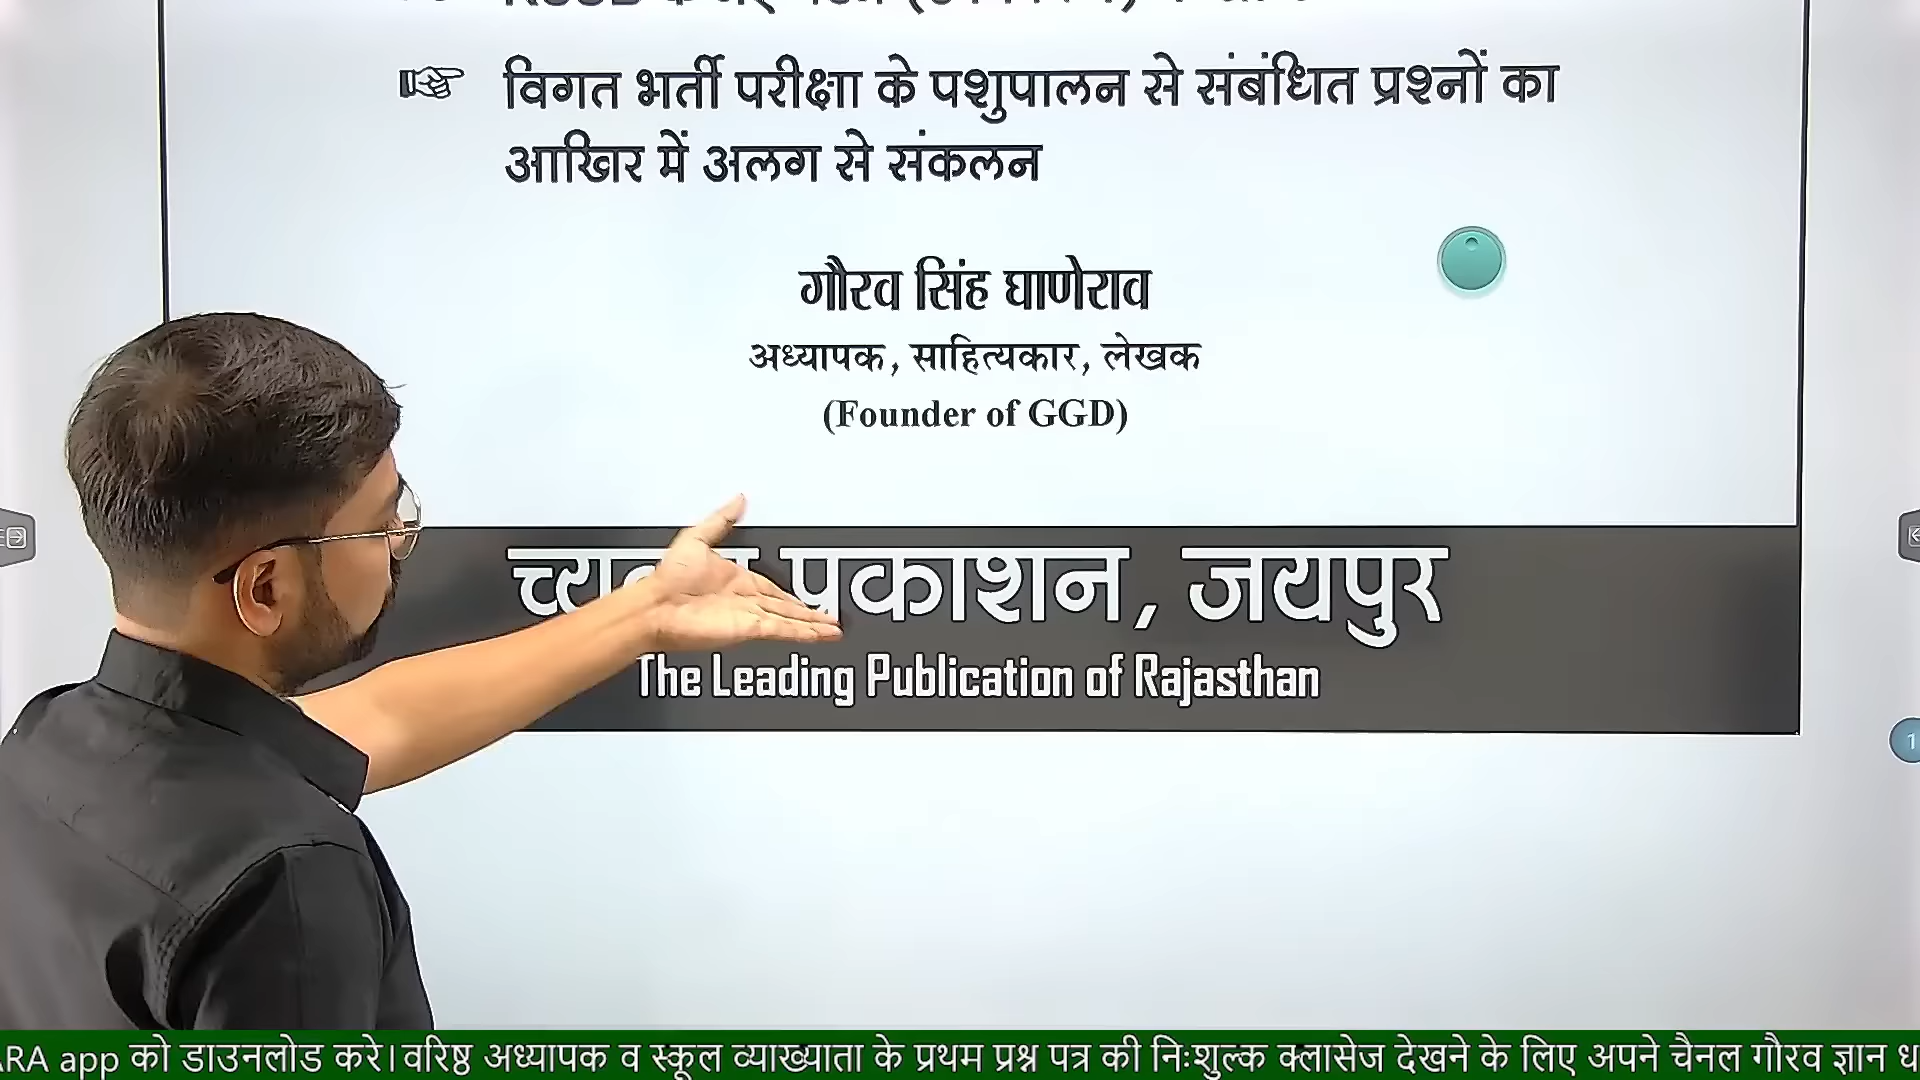 विगत भर्ती परीक्षा के पशुपालन से संबंधित प्रश्नों का
आखिर में अलग से संकलन
गौरव सिंह घाणेराव
अध्यापक, साहित्यकार, लेखक
(Founder of GGD)
प्रकाशन, जयपुर
The Leading Publication of Rajasthan
1
app को डाउनलोड करे। वरिष्ठ अध्यापक व स्कूल व्याख्याता के प्रथम प्रश्न पत्र की निःशुल्क क्लासेज देखने के लिए अपने चैनल गौरव ज्ञान